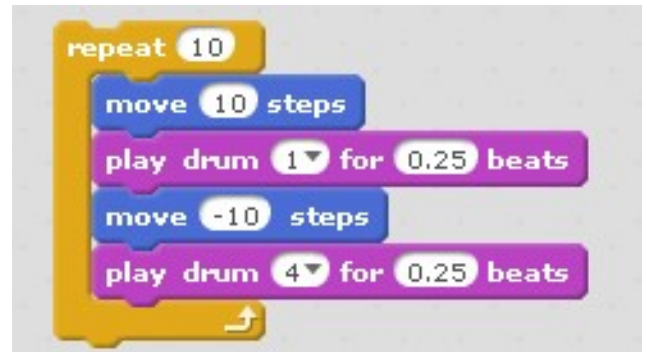 repeat 10
move 10 steps
play drum 1 for 0.25 beats
move -10 steps
play drum 4 for 0.25 beats